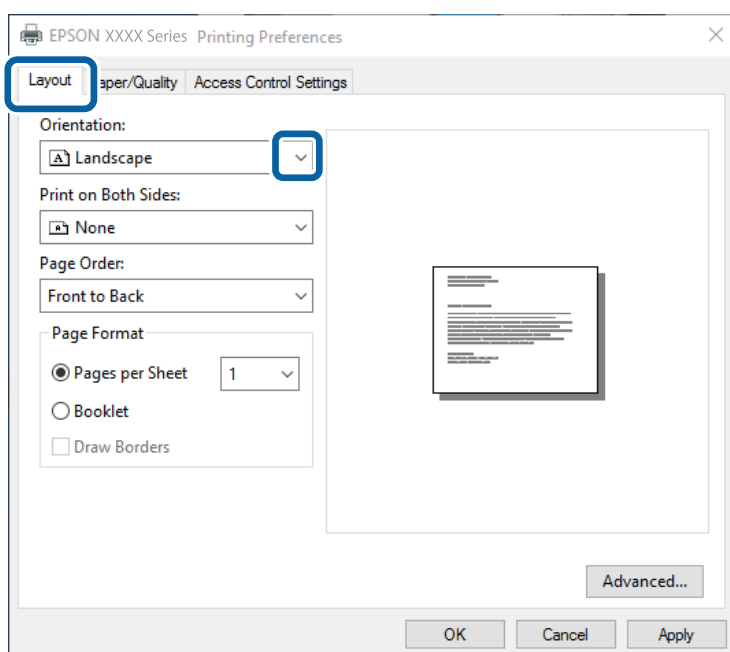 EPSON XXXX Series Printing Preferences
Layout aper/Quality Access Control Settings
Orientation:
A Landscape
Print on Both Sides:
None
Page Order:
Front to Back
Page Format
Pages per Sheet 1
Booklet
Draw Borders
Advanced...
OK Cancel Apply